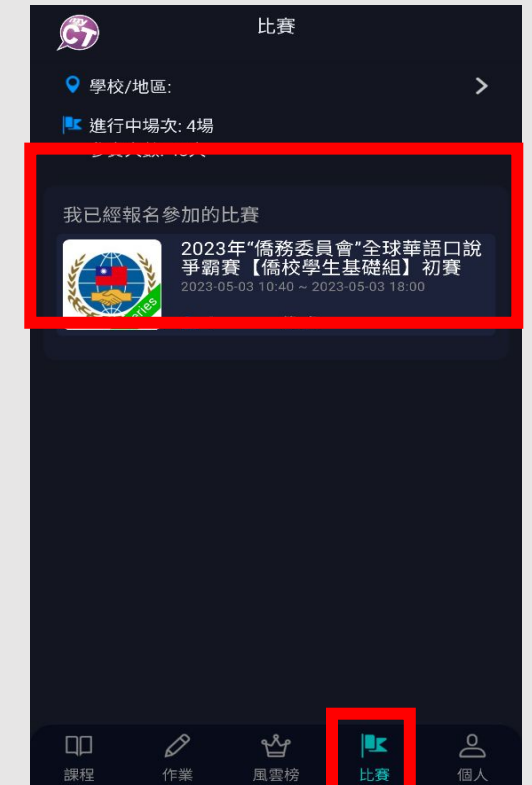 my
CT
比賽
學校/地區:
進行中場次: 4場
我已經報名參加的比賽
2023年“僑務委員會”全球華語口說
爭霸賽【僑校學生基礎組】初賽
2023-05-03 10:40 ~ 2023-05-03 18:00
課程
作業
風雲榜
比賽
個人